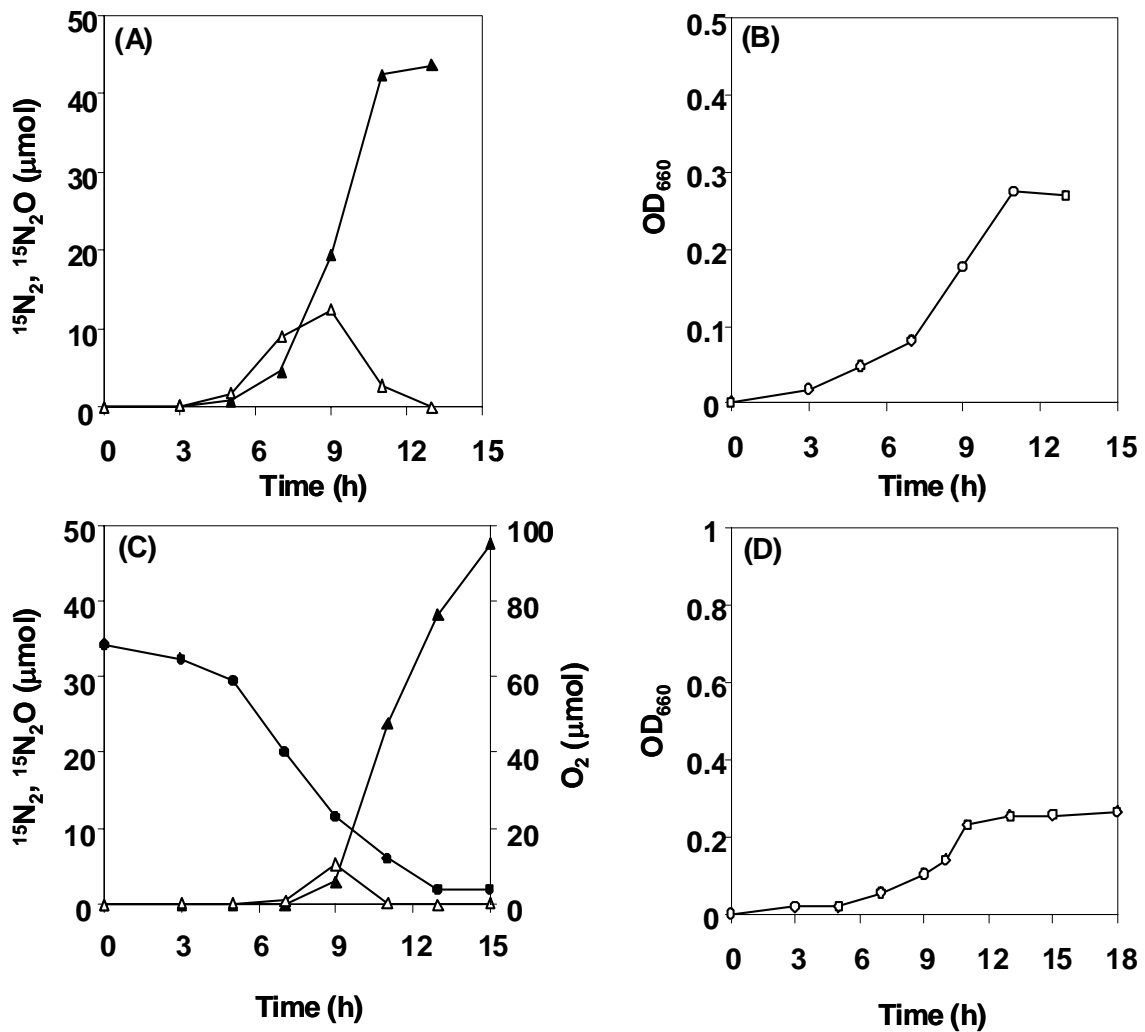 (A)
50
40
30
20
10
0
¹⁵N₂, ¹⁵N₂O (μmol)
0 3 6 9 12 15
Time (h)
(B)
0.5
0.4
0.3
0.2
0.1
0
OD₆₆₀
0 3 6 9 12 15
Time (h)
(C)
50
40
30
20
10
0
¹⁵N₂, ¹⁵N₂O (μmol)
100
80
60
40
20
0
O₂ (μmol)
0 3 6 9 12 15
Time (h)
(D)
1
0.8
0.6
0.4
0.2
0
OD₆₆₀
0 3 6 9 12 15 18
Time (h)